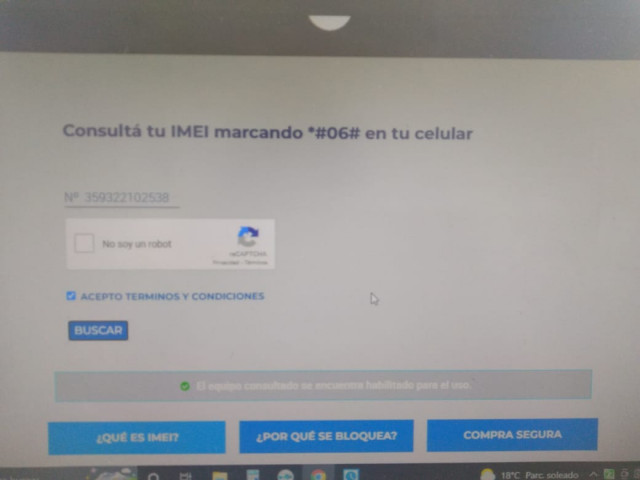 Consultá tu IMEI marcando *#06# en tu celular
Nº 359322102538
No soy un robot
reCAPTCHA
Privacidad - Términos
ACEPTO TERMINOS Y CONDICIONES
BUSCAR
El equipo consultado se encuentra habilitado para el uso.
¿QUÉ ES IMEI?
¿POR QUÉ SE BLOQUEA?
COMPRA SEGURA
18°C Parc. soleado